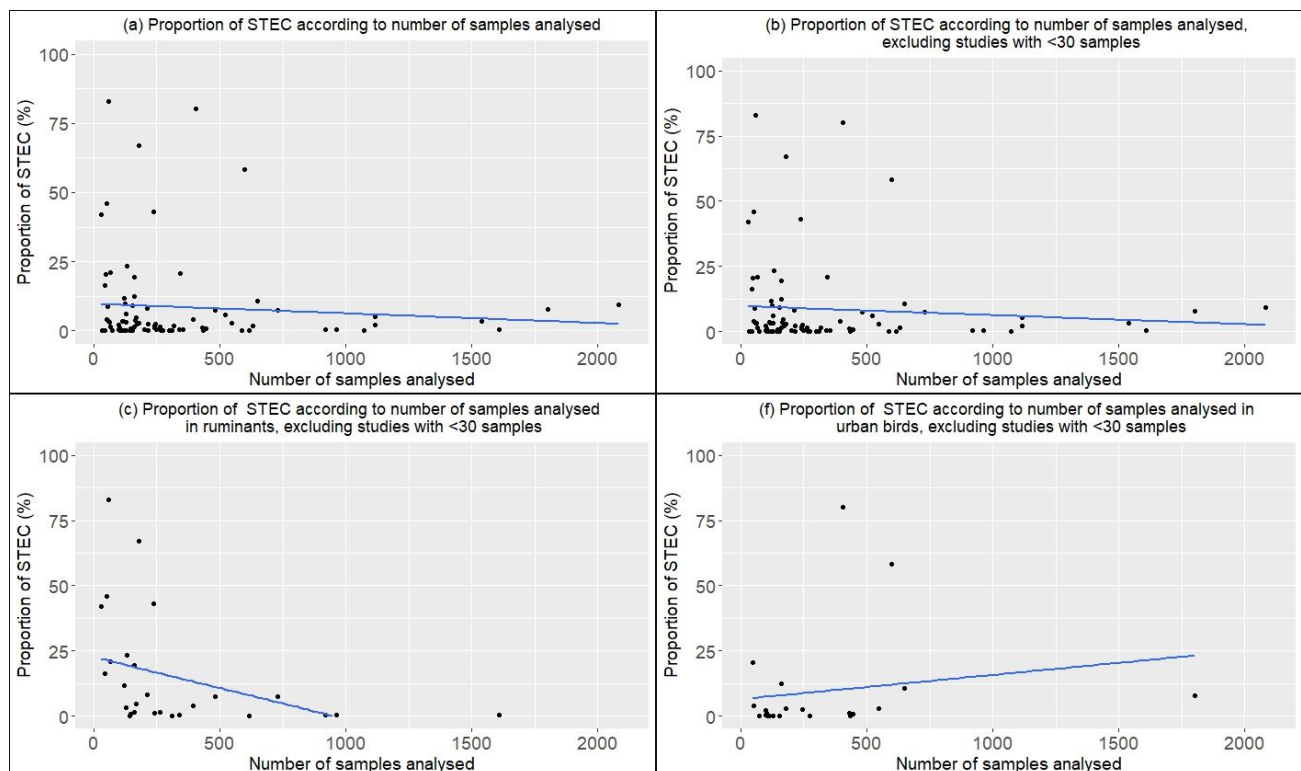 (a) Proportion of STEC according to number of samples analysed
100
75
50
25
0
Proportion of STEC (%)
0 500 1000 1500 2000
Number of samples analysed
(b) Proportion of STEC according to number of samples analysed,
excluding studies with <30 samples
100
75
50
25
0
Proportion of STEC (%)
0 500 1000 1500 2000
Number of samples analysed
(c) Proportion of STEC according to number of samples analysed
in ruminants, excluding studies with <30 samples
100
75
50
25
0
Proportion of STEC (%)
0 500 1000 1500 2000
Number of samples analysed
(f) Proportion of STEC according to number of samples analysed in
urban birds, excluding studies with <30 samples
100
75
50
25
0
Proportion of STEC (%)
0 500 1000 1500 2000
Number of samples analysed